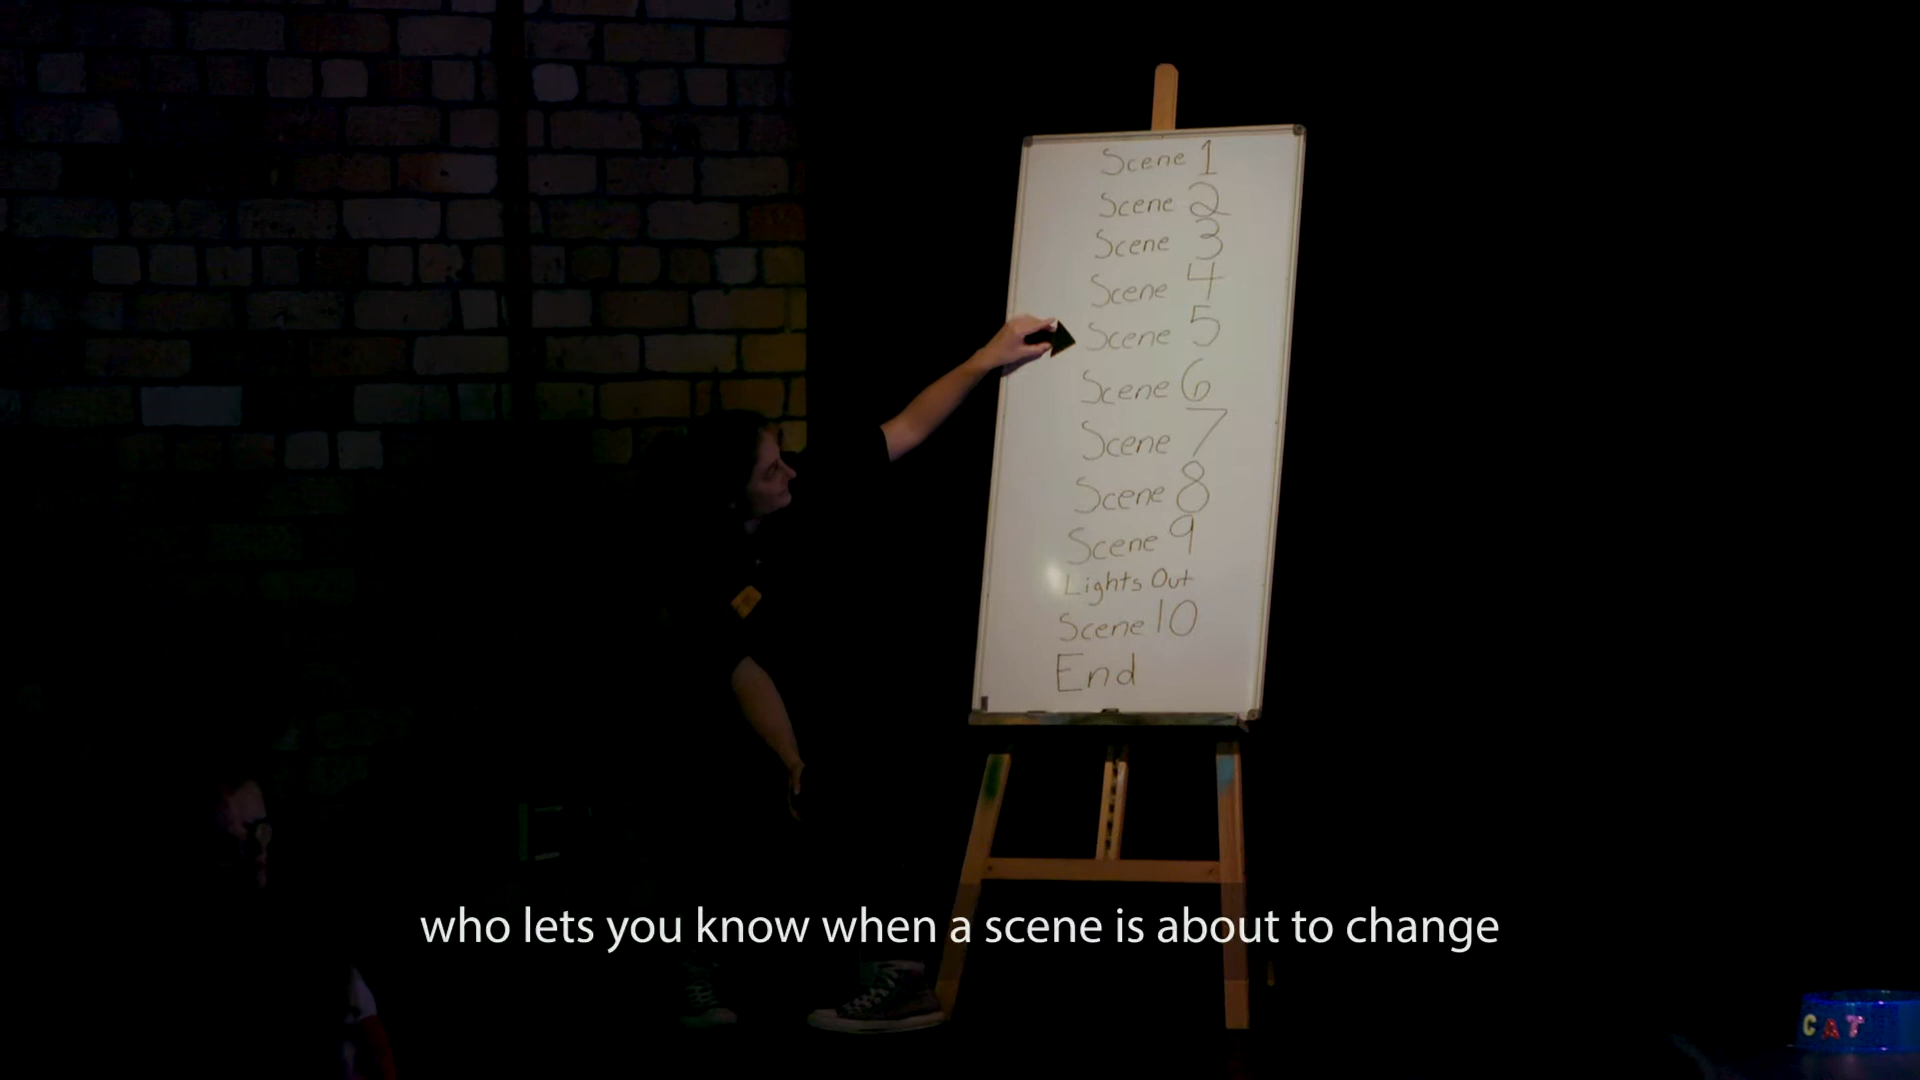 Scene 1
Scene 2
Scene 3
Scene 4
Scene 5
Scene 6
Scene 7
Scene 8
Scene 9
Lights Out
Scene 10
End
who lets you know when a scene is about to change
CAT